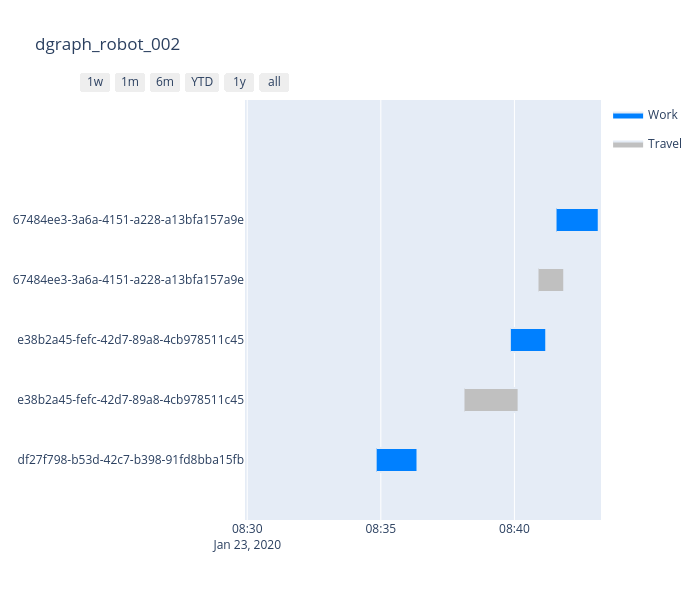 dgraph_robot_002
1w 1m 6m YTD 1y all
Work
Travel
67484ee3-3a6a-4151-a228-a13bfa157a9e
67484ee3-3a6a-4151-a228-a13bfa157a9e
e38b2a45-fefc-42d7-89a8-4cb978511c45
e38b2a45-fefc-42d7-89a8-4cb978511c45
df27f798-b53d-42c7-b398-91fd8bba15fb
08:30 08:35 08:40
Jan 23, 2020